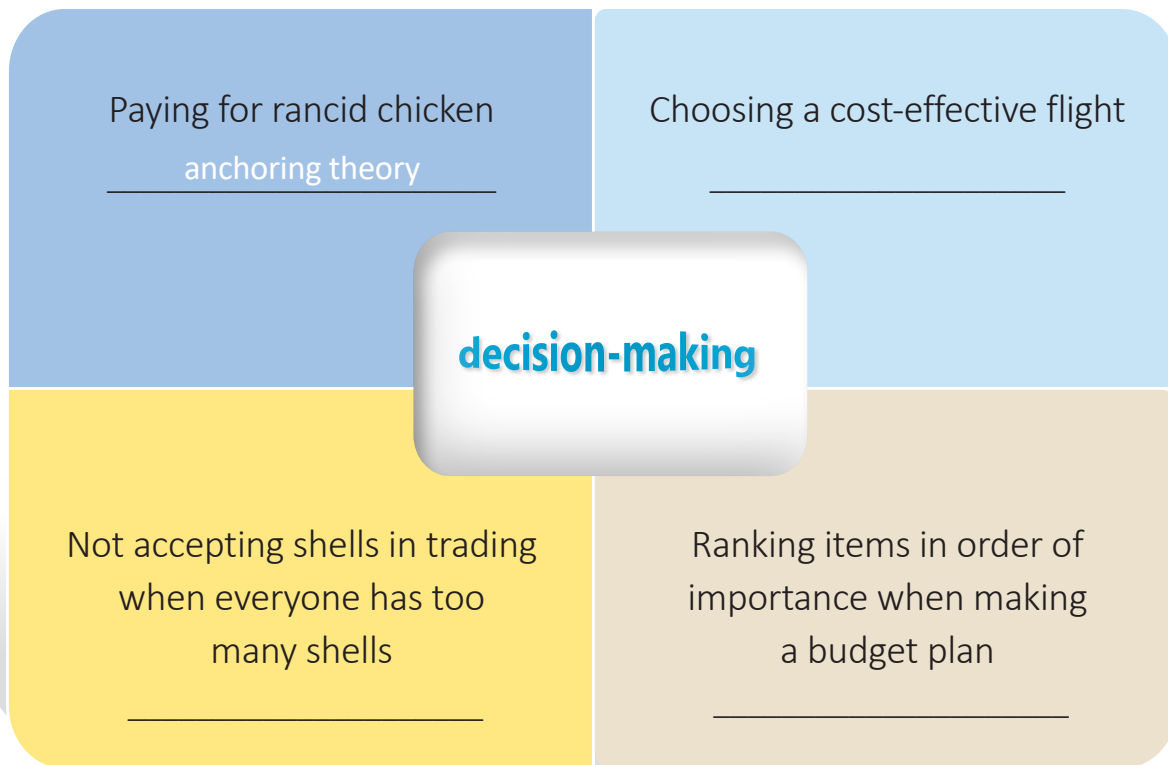 Paying for rancid chicken
anchoring theory
Choosing a cost-effective flight
decision-making
Not accepting shells in trading
when everyone has too
many shells
Ranking items in order of
importance when making
a budget plan